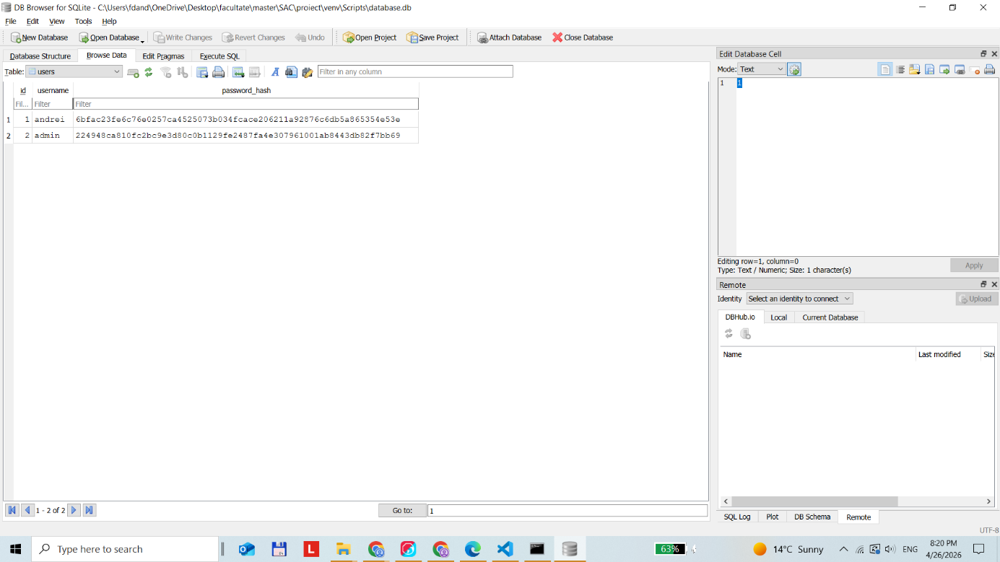 DB Browser for SQLite - C:\Users\fdand\OneDrive\Desktop\facultate\master\SAC\proiect\venv\Scripts\database.db
File Edit View Tools Help
New Database Open Database Write Changes Revert Changes Undo Open Project Save Project Attach Database Close Database
Database Structure Browse Data Edit Pragmas Execute SQL
Table: users Filter in any column
id username password_hash
Fil... Filter Filter
1 1 andrei 6bfac23fe6c76e0257ca4525073b034fcace206211a92876c6db5a865354e53e
2 2 admin 224948ca810fc2bc9e3d80c0b1129fe2487fa4e307961001ab8443db82f7bb69
1 - 2 of 2 Go to: 1
Edit Database Cell
Mode: Text
1 1
Editing row=1, column=0
Type: Text / Numeric; Size: 1 character(s)
Apply
Remote
Identity Select an identity to connect Upload
DBHub.io Local Current Database
Name Last modified Size
SQL Log Plot DB Schema Remote
UTF-8
Type here to search L 63% 14°C Sunny ENG 8:20 PM
4/26/2026